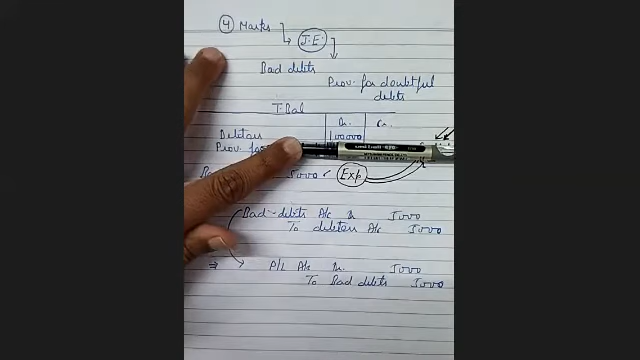 4 Marks
J.E.
Bad debts
Prov. for doubtful
debts
T. Bal
Dr. Cr.
Debtors 100000
Prov. for
5000 Exp.
Bad-debts A/c Dr 5000
To debtors A/c 5000
⇒ P/L A/c Dr. 5000
To Bad debts 5000